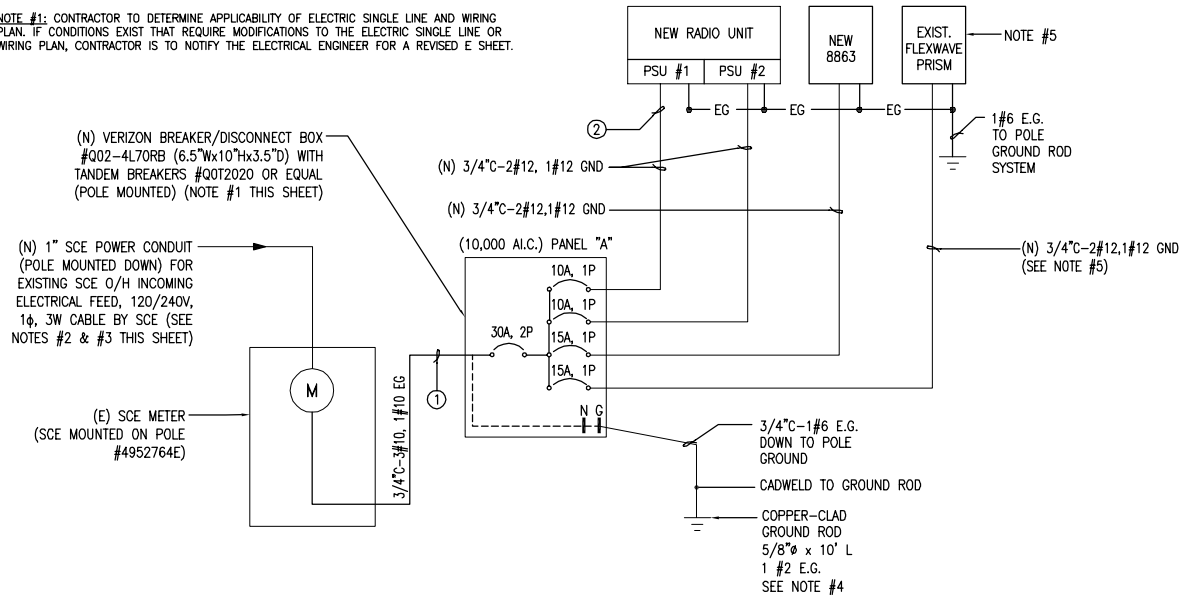 NOTE #1: CONTRACTOR TO DETERMINE APPLICABILITY OF ELECTRIC SINGLE LINE AND WIRING
PLAN. IF CONDITIONS EXIST THAT REQUIRE MODIFICATIONS TO THE ELECTRIC SINGLE LINE OR
WIRING PLAN, CONTRACTOR IS TO NOTIFY THE ELECTRICAL ENGINEER FOR A REVISED E SHEET.
NEW RADIO UNIT
PSU #1
PSU #2
NEW
8863
EXIST.
FLEXWAVE
PRISM
NOTE #5
EG
EG
EG
2
1#6 E.G.
TO POLE
GROUND ROD
SYSTEM
(N) VERIZON BREAKER/DISCONNECT BOX
#Q02-4L70RB (6.5"Wx10"Hx3.5"D) WITH
TANDEM BREAKERS #Q0T2020 OR EQUAL
(POLE MOUNTED) (NOTE #1 THIS SHEET)
(N) 3/4"C-2#12, 1#12 GND
(N) 3/4"C-2#12,1#12 GND
(N) 3/4"C-2#12,1#12 GND
(SEE NOTE #5)
(N) 1" SCE POWER CONDUIT
(POLE MOUNTED DOWN) FOR
EXISTING SCE O/H INCOMING
ELECTRICAL FEED, 120/240V,
1ϕ, 3W CABLE BY SCE (SEE
NOTES #2 & #3 THIS SHEET)
(10,000 AI.C.) PANEL "A"
10A, 1P
10A, 1P
30A, 2P
15A, 1P
15A, 1P
N G
M
1
3/4"C-3#10, 1#10 EG
(E) SCE METER
(SCE MOUNTED ON POLE
#4952764E)
3/4"C-1#6 E.G.
DOWN TO POLE
GROUND
CADWELD TO GROUND ROD
COPPER-CLAD
GROUND ROD
5/8"ø x 10' L
1 #2 E.G.
SEE NOTE #4